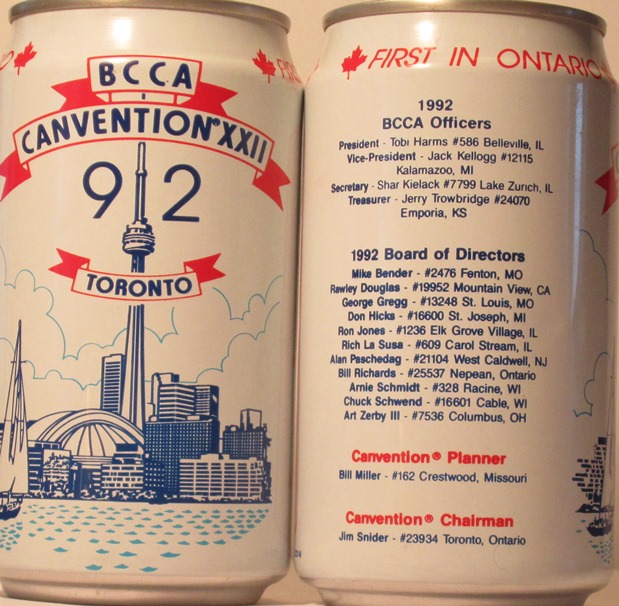 BCCA
CANVENTION® XXII
92
TORONTO
FIRST IN ONTARIO
1992
BCCA Officers
President - Tobi Harms #586 Belleville, IL
Vice-President - Jack Kellogg #12115
Kalamazoo, MI
Secretary - Shar Kielack #7799 Lake Zurich, IL
Treasurer - Jerry Trowbridge #24070
Emporia, KS
1992 Board of Directors
Mike Bender - #2476 Fenton, MO
Rawley Douglas - #19952 Mountain View, CA
George Gregg - #13248 St. Louis, MO
Don Hicks - #16600 St. Joseph, MI
Ron Jones - #1236 Elk Grove Village, IL
Rich La Susa - #609 Carol Stream, IL
Alan Paschedag - #21104 West Caldwell, NJ
Bill Richards - #25537 Nepean, Ontario
Arnie Schmidt - #328 Racine, WI
Chuck Schwend - #16601 Cable, WI
Art Zerby III - #7536 Columbus, OH
Canvention® Planner
Bill Miller - #162 Crestwood, Missouri
Canvention® Chairman
Jim Snider - #23934 Toronto, Ontario